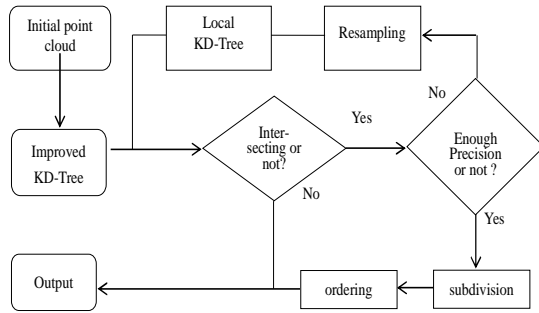 Initial point
cloud
Local
KD-Tree
Resampling
No
Improved
KD-Tree
Inter-
secting or
not?
Yes
Enough
Precision
or not ?
No
Yes
Output
ordering
subdivision